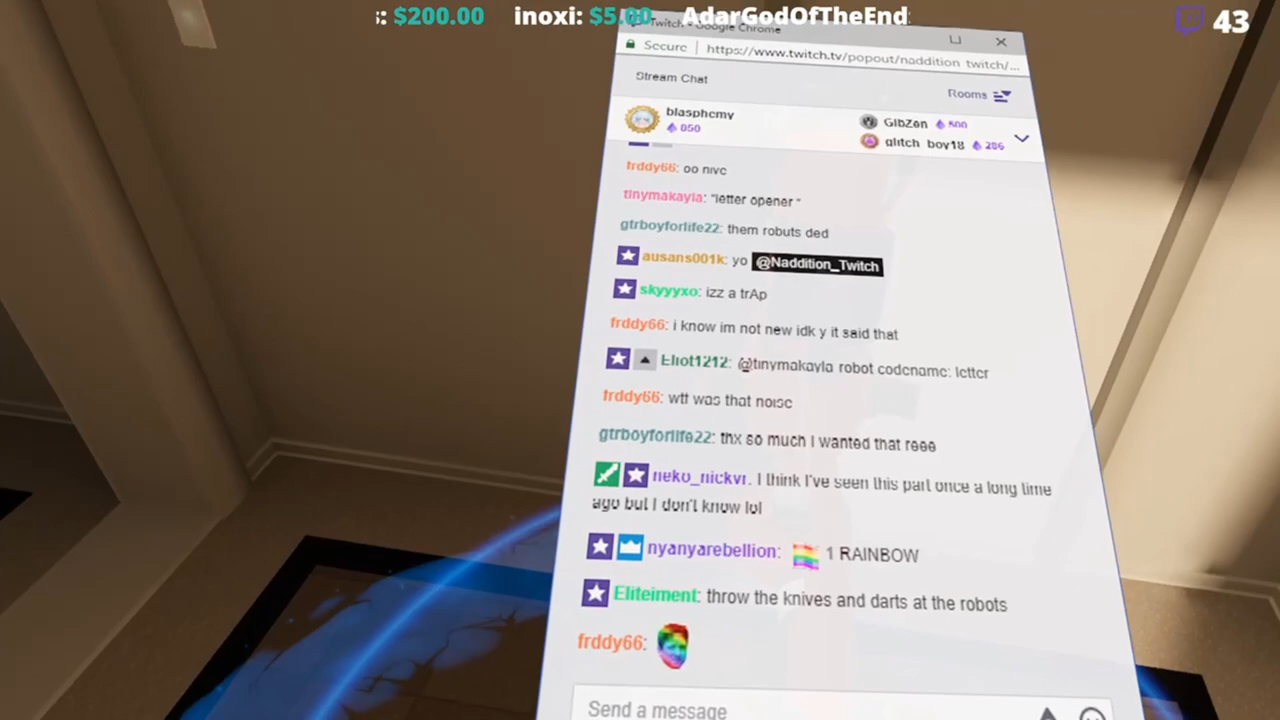 : $200.00 inoxi: $5.00 AdarGodOfTheEnd 43
Twitch - Google Chrome
Secure https://www.twitch.tv/popout/naddition_twitch/...
Stream Chat
Rooms
blasphemy GibZen 500
850 glitch_boy18 286
frddy66: oo nivc
tinymakayla: "letter opener "
gtrboyforlife22: them robuts ded
ausans001k: yo @Naddition_Twitch
skyyyxo: izz a trAp
frddy66: i know im not new idk y it said that
Eliot1212: @tinymakayla robot codename: letter
frddy66: wtf was that noise
gtrboyforlife22: thx so much I wanted that reee
neko_nickvr: I think I've seen this part once a long time
ago but I don't know lol
nyanyarebellion: 1 RAINBOW
Eliteiment: throw the knives and darts at the robots
frddy66:
Send a message